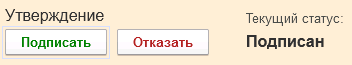 Утверждение
Подписать
Отказать
Текущий статус:
Подписан